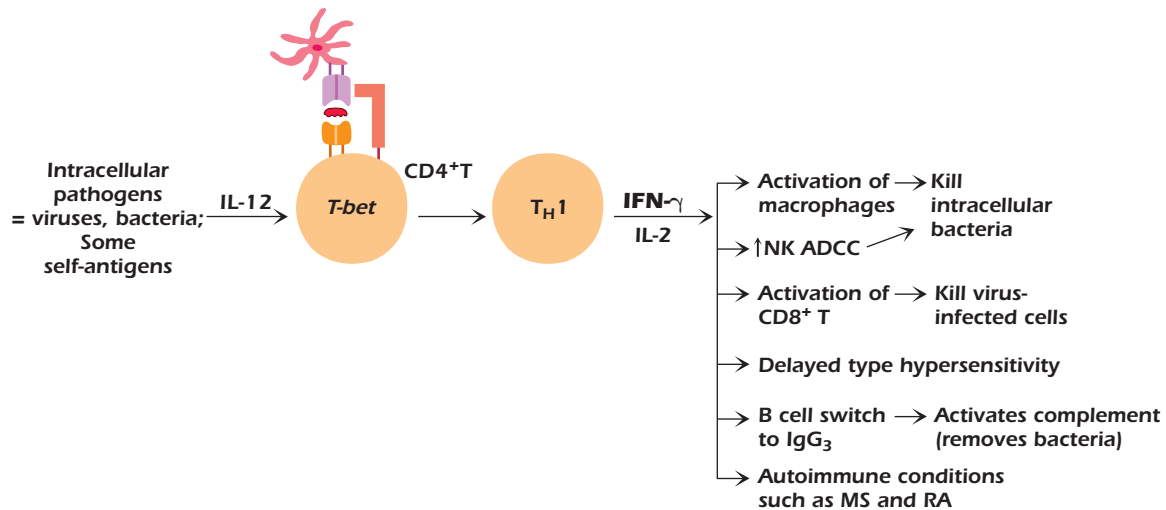 Intracellular
pathogens
= viruses, bacteria;
Some
self-antigens
IL-12
T-bet
CD4⁺T
T_H1
IFN-γ
IL-2
Activation of
macrophages
Kill
intracellular
bacteria
↑NK ADCC
Activation of
CD8⁺ T
Kill virus-
infected cells
Delayed type hypersensitivity
B cell switch
to IgG₃
Activates complement
(removes bacteria)
Autoimmune conditions
such as MS and RA